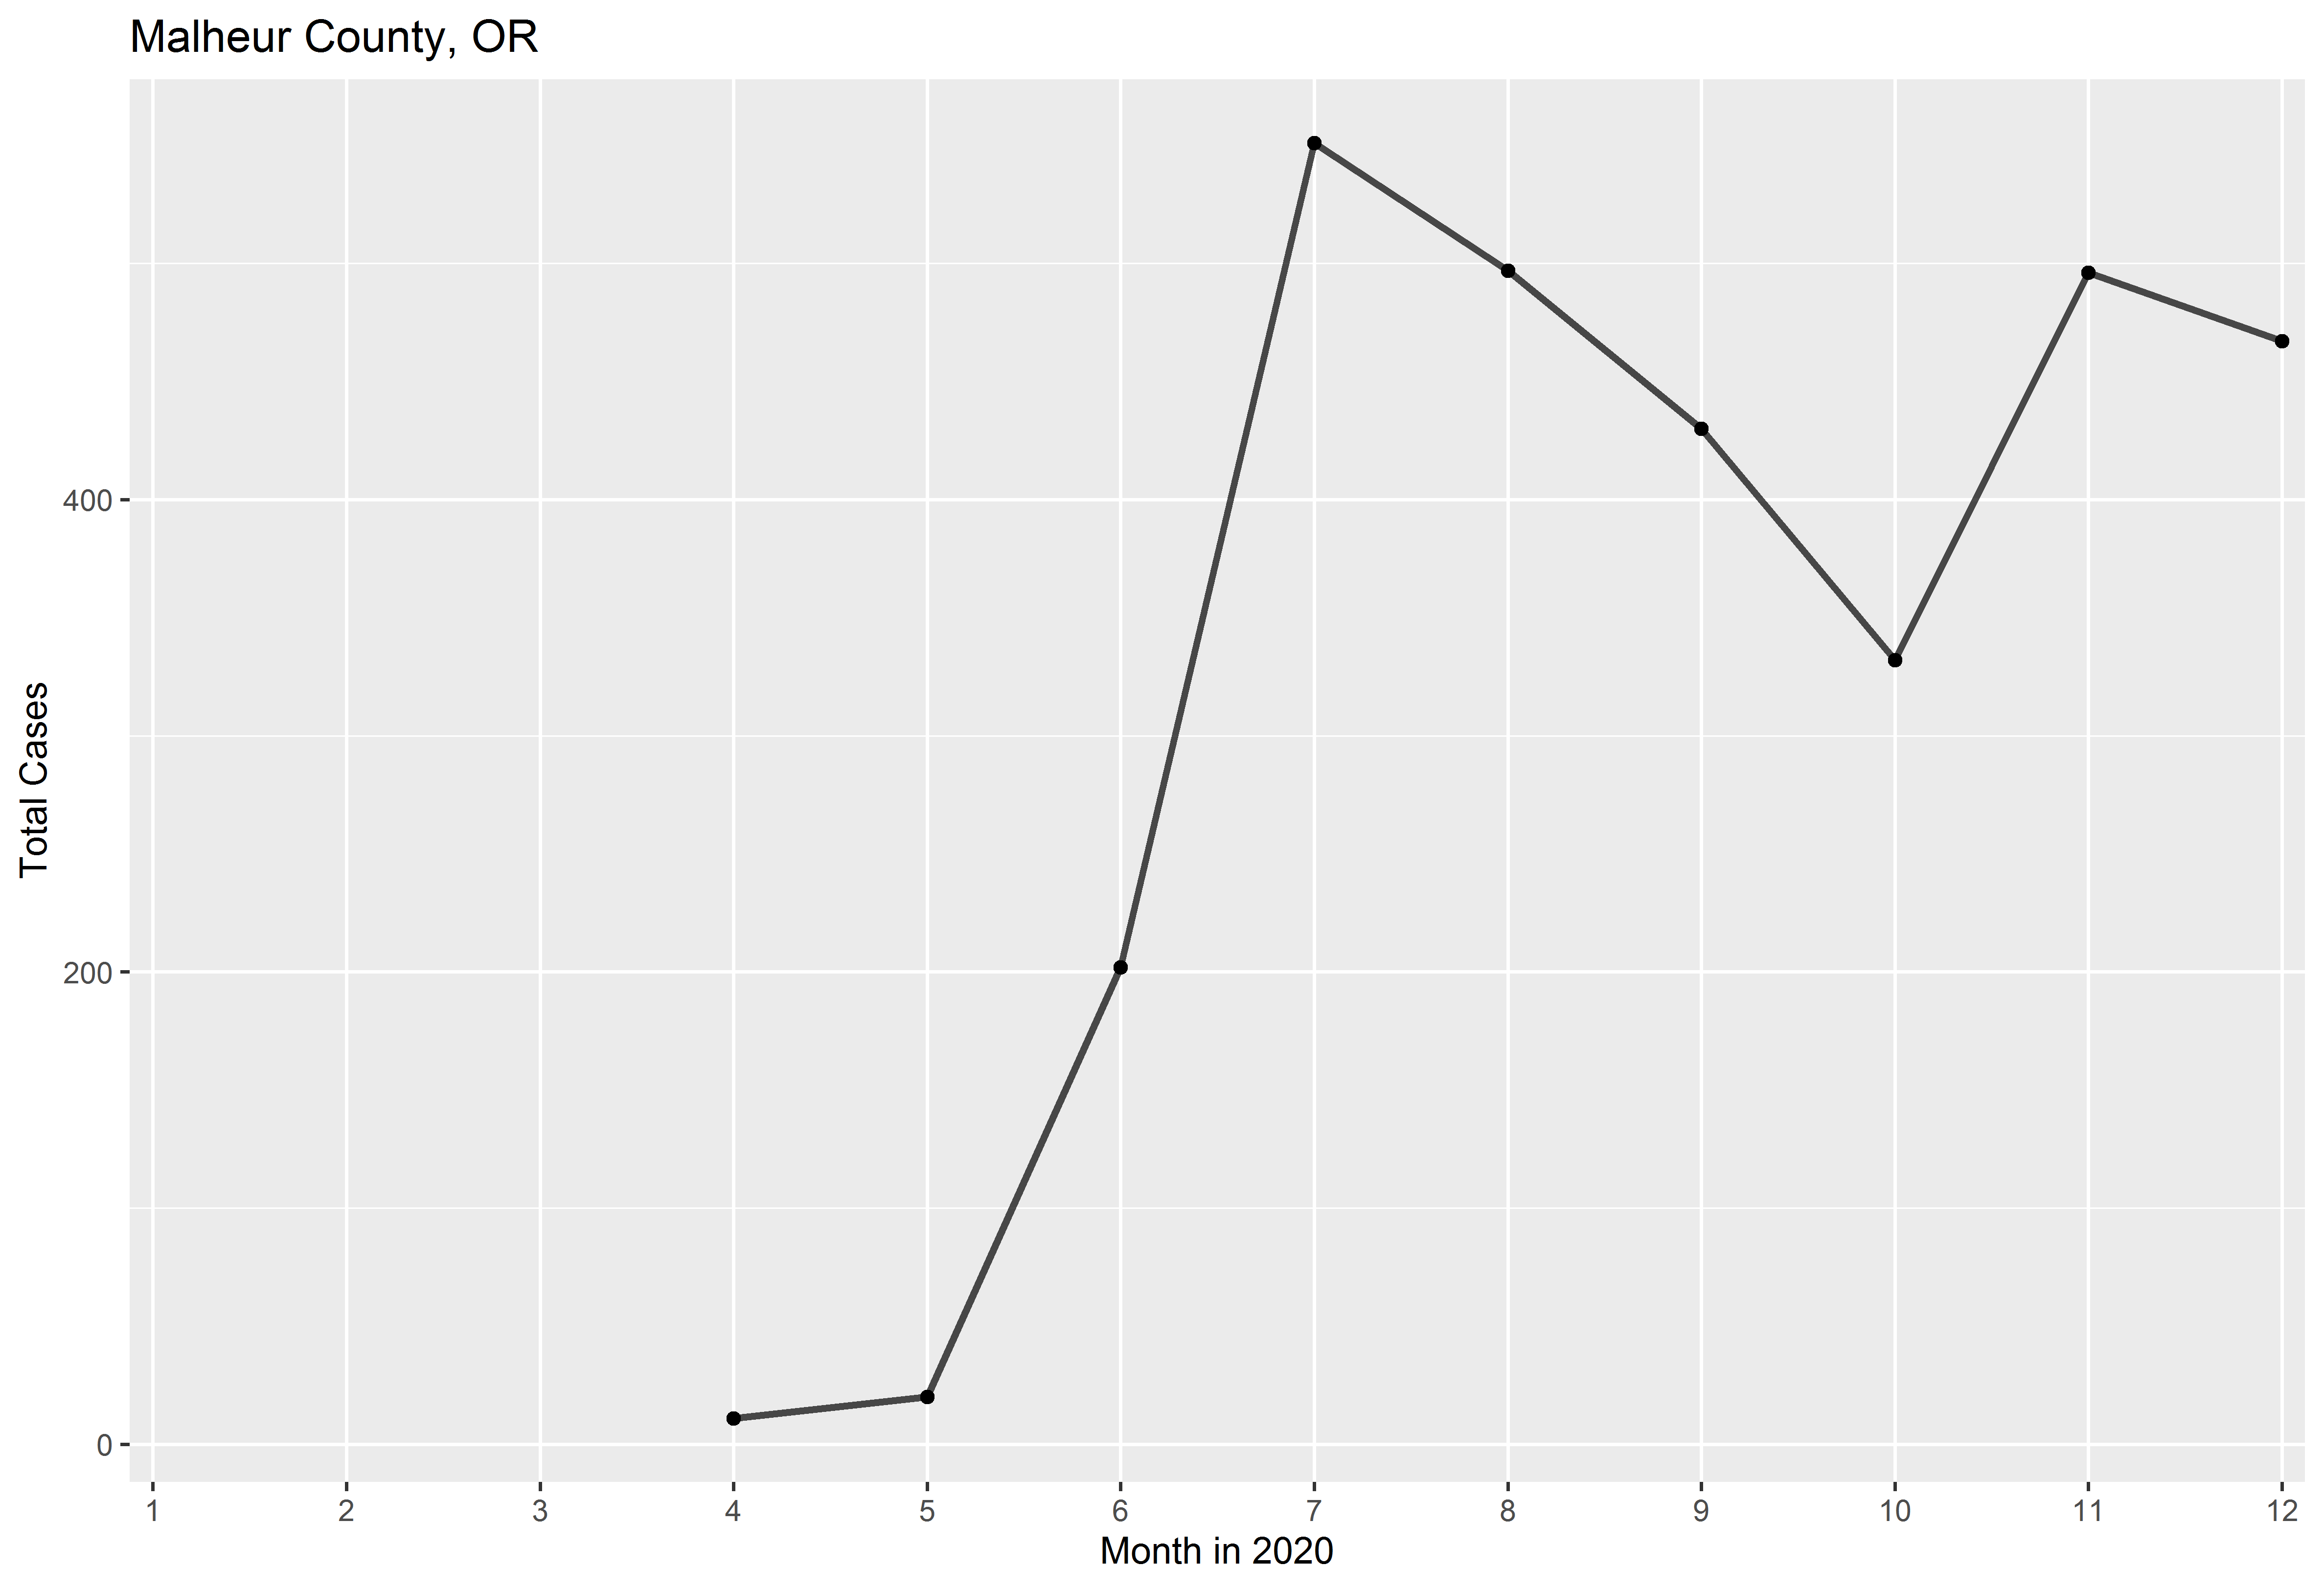 Malheur County, OR
Total Cases
400
200
0
1 2 3 4 5 6 7 8 9 10 11 12
Month in 2020